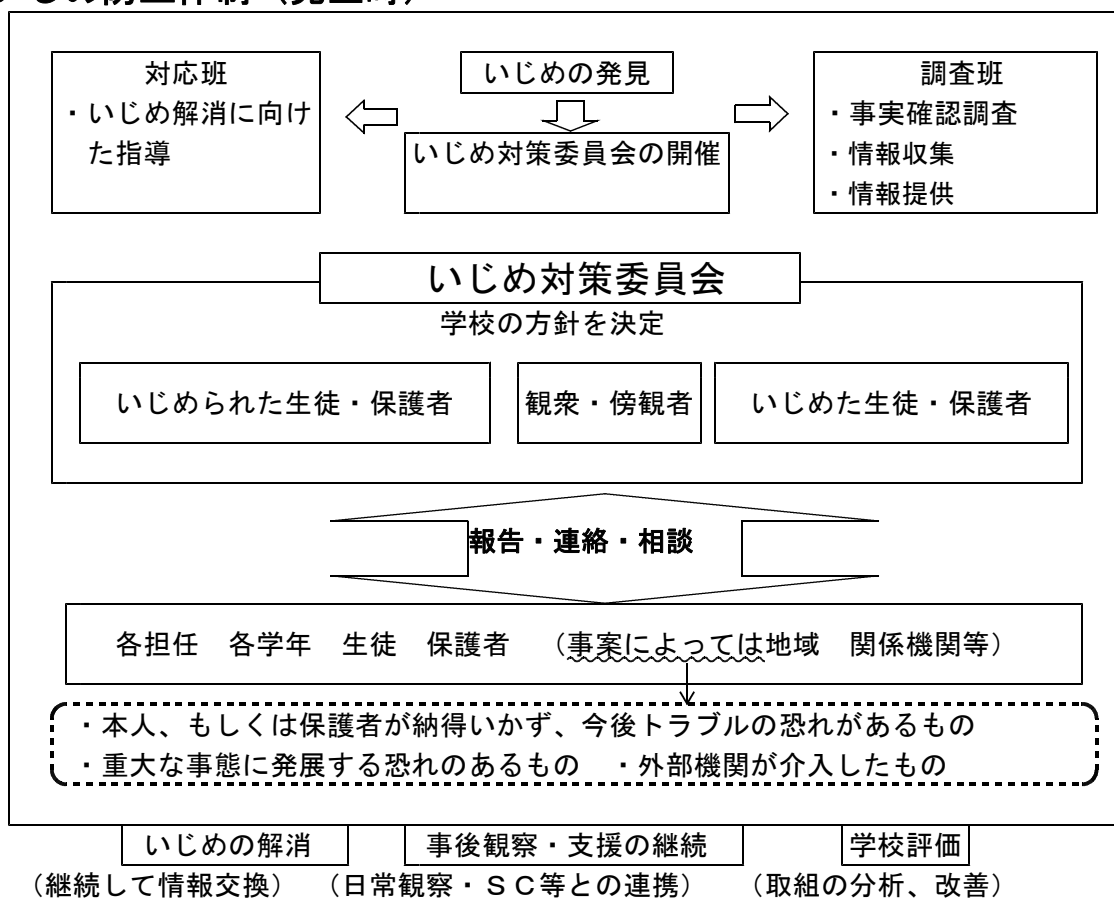 対応班
・いじめ解消に向け
た指導
いじめの発見
いじめ対策委員会の開催
調査班
・事実確認調査
・情報収集
・情報提供
いじめ対策委員会
学校の方針を決定
いじめられた生徒・保護者
観衆・傍観者
いじめた生徒・保護者
報告・連絡・相談
各担任 各学年 生徒 保護者 (事案によっては地域 関係機関等)
・本人、もしくは保護者が納得いかず、今後トラブルの恐れがあるもの
・重大な事態に発展する恐れのあるもの ・外部機関が介入したもの
いじめの解消
事後観察・支援の継続
学校評価
(継続して情報交換) (日常観察・SC等との連携) (取組の分析、改善)